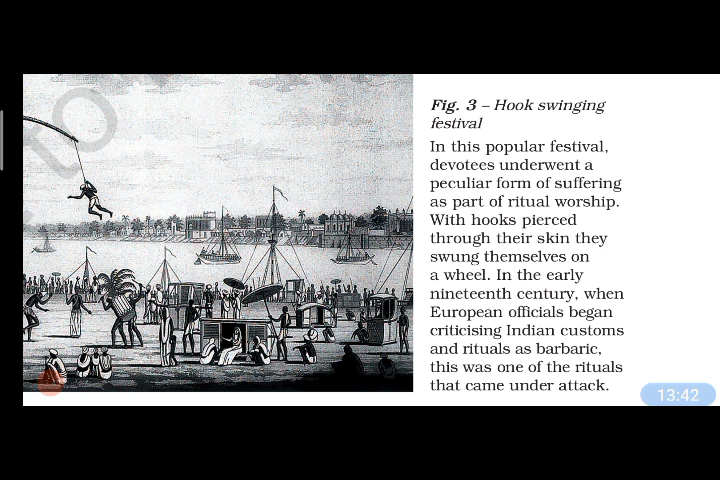 Fig. 3 – Hook swinging
festival
In this popular festival,
devotees underwent a
peculiar form of suffering
as part of ritual worship.
With hooks pierced
through their skin they
swung themselves on
a wheel. In the early
nineteenth century, when
European officials began
criticising Indian customs
and rituals as barbaric,
this was one of the rituals
that came under attack.
13:42
TO